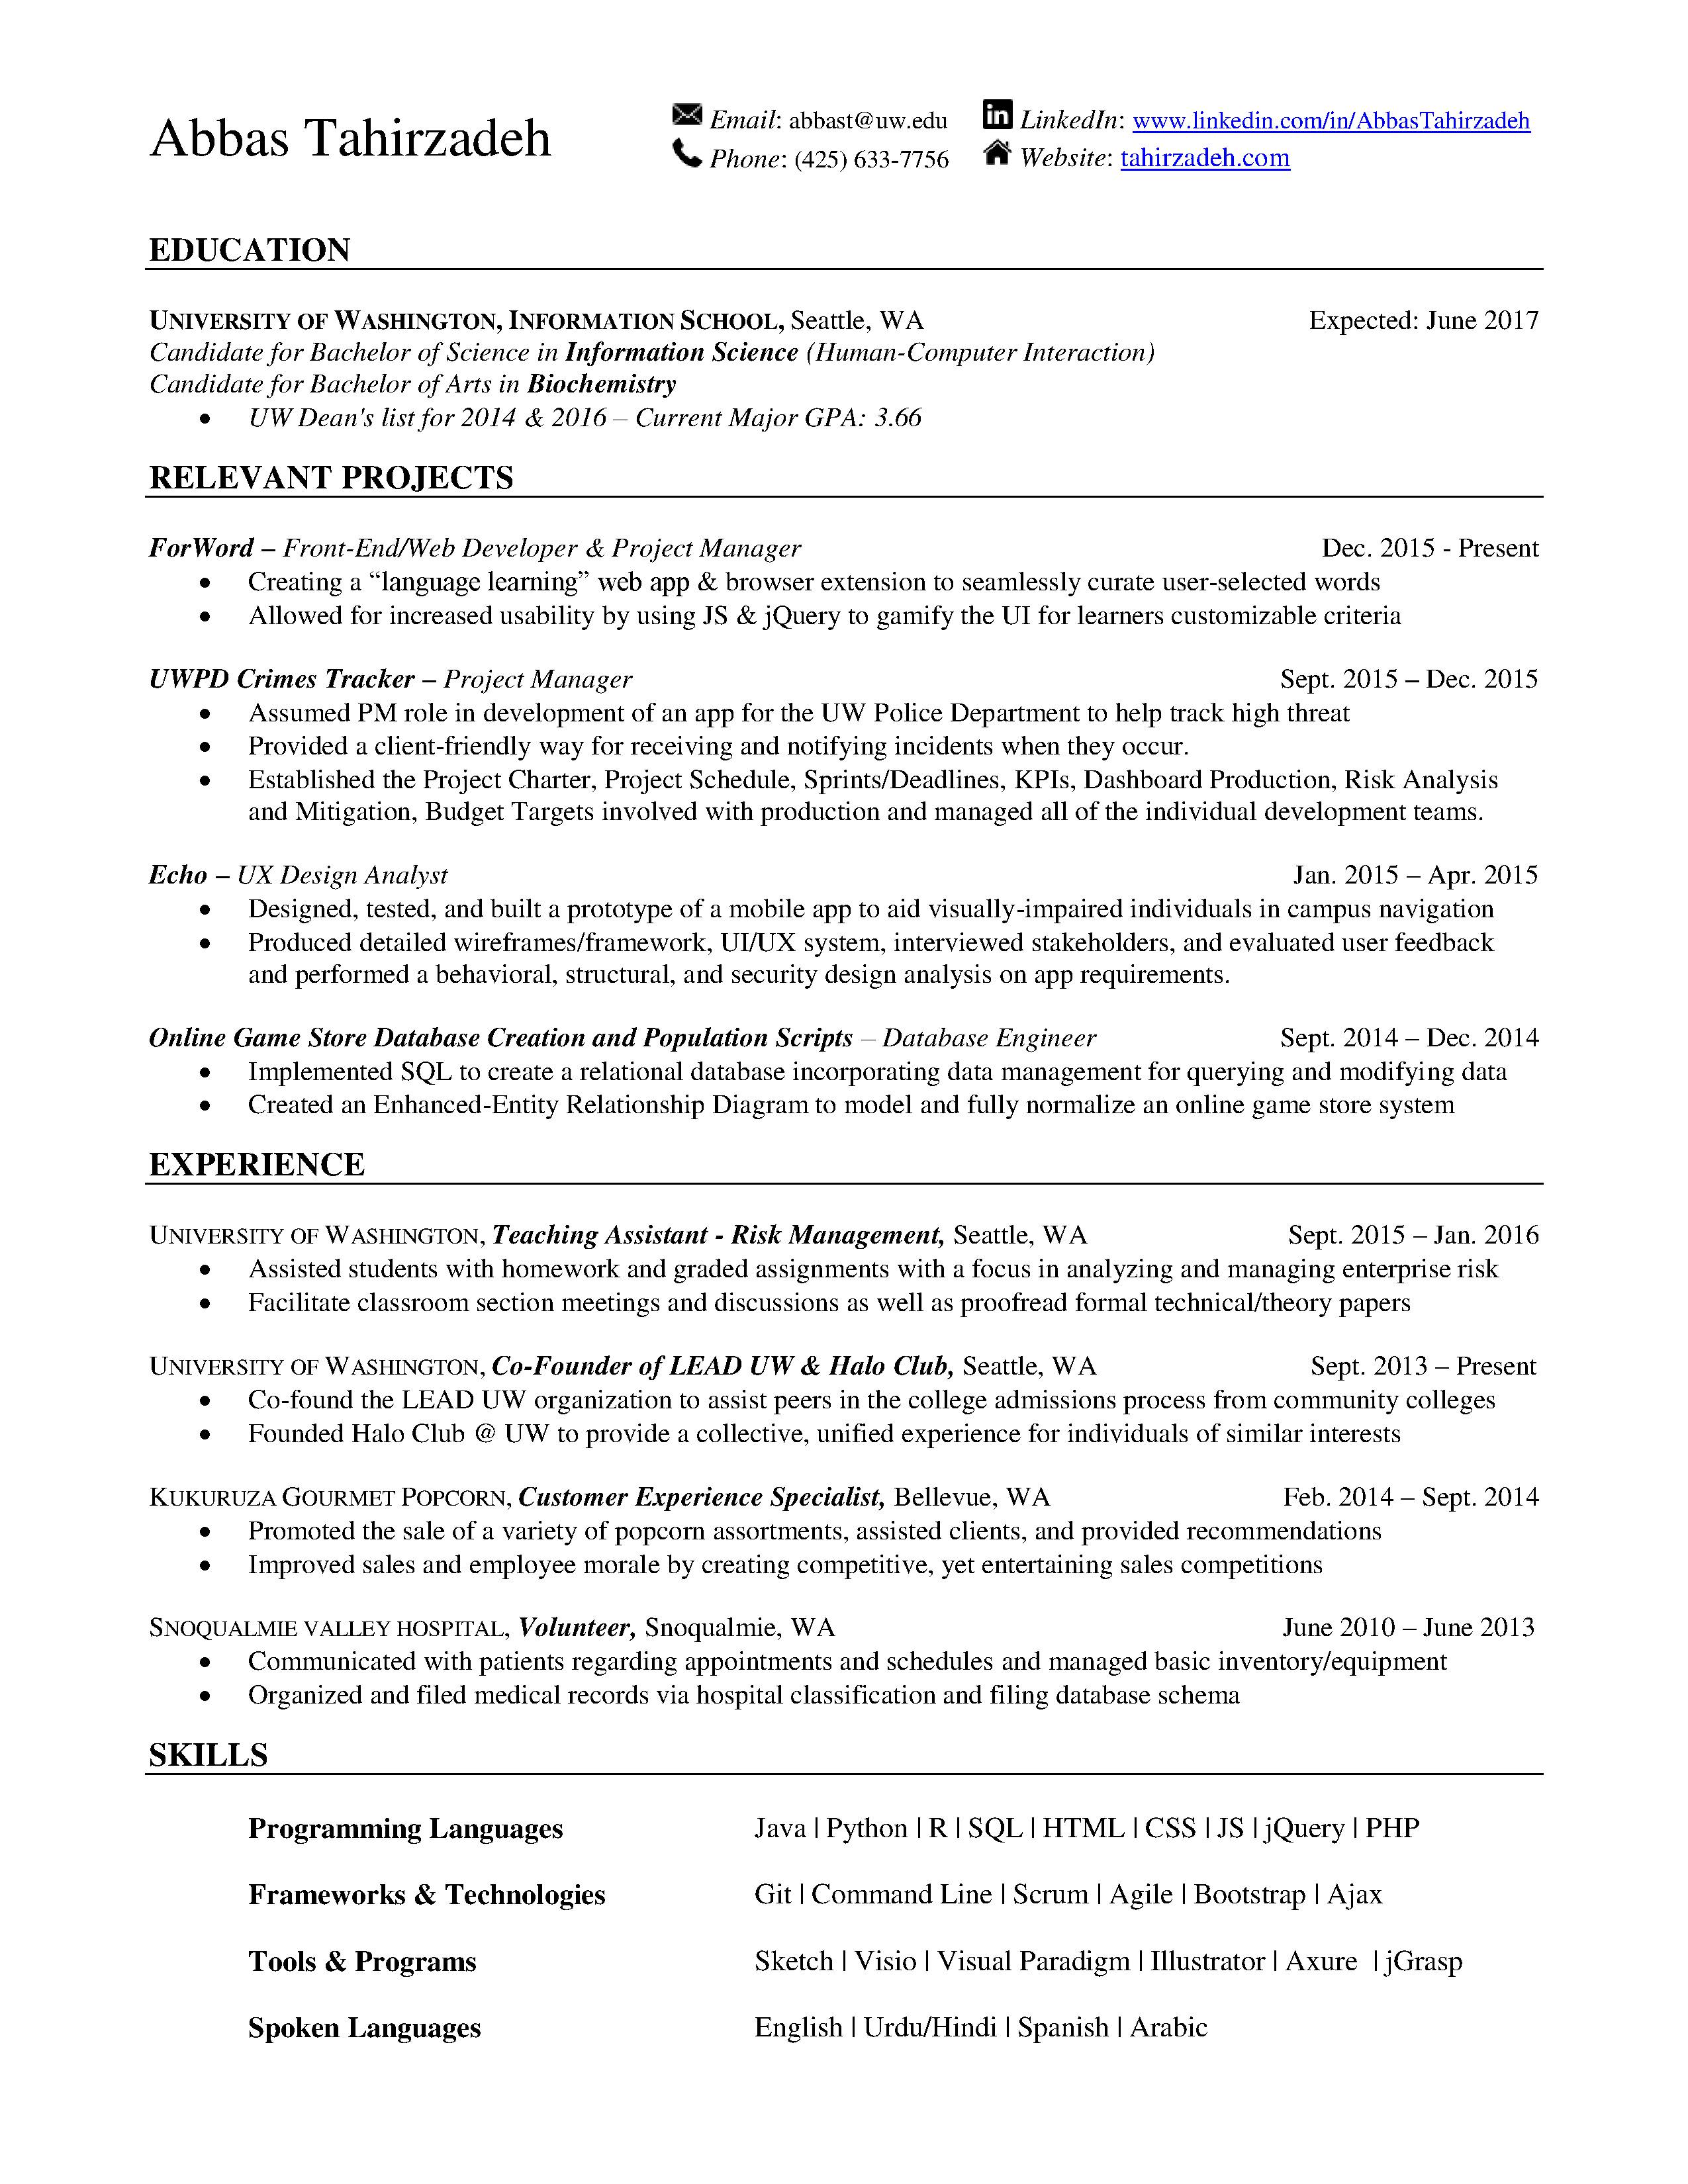 Abbas Tahirzadeh
Email: abbast@uw.edu
LinkedIn: www.linkedin.com/in/AbbasTahirzadeh
Phone: (425) 633-7756
Website: tahirzadeh.com
EDUCATION
UNIVERSITY OF WASHINGTON, INFORMATION SCHOOL, Seattle, WA Expected: June 2017
Candidate for Bachelor of Science in Information Science (Human-Computer Interaction)
Candidate for Bachelor of Arts in Biochemistry
• UW Dean's list for 2014 & 2016 – Current Major GPA: 3.66
RELEVANT PROJECTS
ForWord – Front-End/Web Developer & Project Manager Dec. 2015 - Present
• Creating a “language learning” web app & browser extension to seamlessly curate user-selected words
• Allowed for increased usability by using JS & jQuery to gamify the UI for learners customizable criteria
UWPD Crimes Tracker – Project Manager Sept. 2015 – Dec. 2015
• Assumed PM role in development of an app for the UW Police Department to help track high threat
• Provided a client-friendly way for receiving and notifying incidents when they occur.
• Established the Project Charter, Project Schedule, Sprints/Deadlines, KPIs, Dashboard Production, Risk Analysis
and Mitigation, Budget Targets involved with production and managed all of the individual development teams.
Echo – UX Design Analyst Jan. 2015 – Apr. 2015
• Designed, tested, and built a prototype of a mobile app to aid visually-impaired individuals in campus navigation
• Produced detailed wireframes/framework, UI/UX system, interviewed stakeholders, and evaluated user feedback
and performed a behavioral, structural, and security design analysis on app requirements.
Online Game Store Database Creation and Population Scripts – Database Engineer Sept. 2014 – Dec. 2014
• Implemented SQL to create a relational database incorporating data management for querying and modifying data
• Created an Enhanced-Entity Relationship Diagram to model and fully normalize an online game store system
EXPERIENCE
UNIVERSITY OF WASHINGTON, Teaching Assistant - Risk Management, Seattle, WA Sept. 2015 – Jan. 2016
• Assisted students with homework and graded assignments with a focus in analyzing and managing enterprise risk
• Facilitate classroom section meetings and discussions as well as proofread formal technical/theory papers
UNIVERSITY OF WASHINGTON, Co-Founder of LEAD UW & Halo Club, Seattle, WA Sept. 2013 – Present
• Co-found the LEAD UW organization to assist peers in the college admissions process from community colleges
• Founded Halo Club @ UW to provide a collective, unified experience for individuals of similar interests
KUKURUZA GOURMET POPCORN, Customer Experience Specialist, Bellevue, WA Feb. 2014 – Sept. 2014
• Promoted the sale of a variety of popcorn assortments, assisted clients, and provided recommendations
• Improved sales and employee morale by creating competitive, yet entertaining sales competitions
SNOQUALMIE VALLEY HOSPITAL, Volunteer, Snoqualmie, WA June 2010 – June 2013
• Communicated with patients regarding appointments and schedules and managed basic inventory/equipment
• Organized and filed medical records via hospital classification and filing database schema
SKILLS
Programming Languages Java | Python | R | SQL | HTML | CSS | JS | jQuery | PHP
Frameworks & Technologies Git | Command Line | Scrum | Agile | Bootstrap | Ajax
Tools & Programs Sketch | Visio | Visual Paradigm | Illustrator | Axure | jGrasp
Spoken Languages English | Urdu/Hindi | Spanish | Arabic